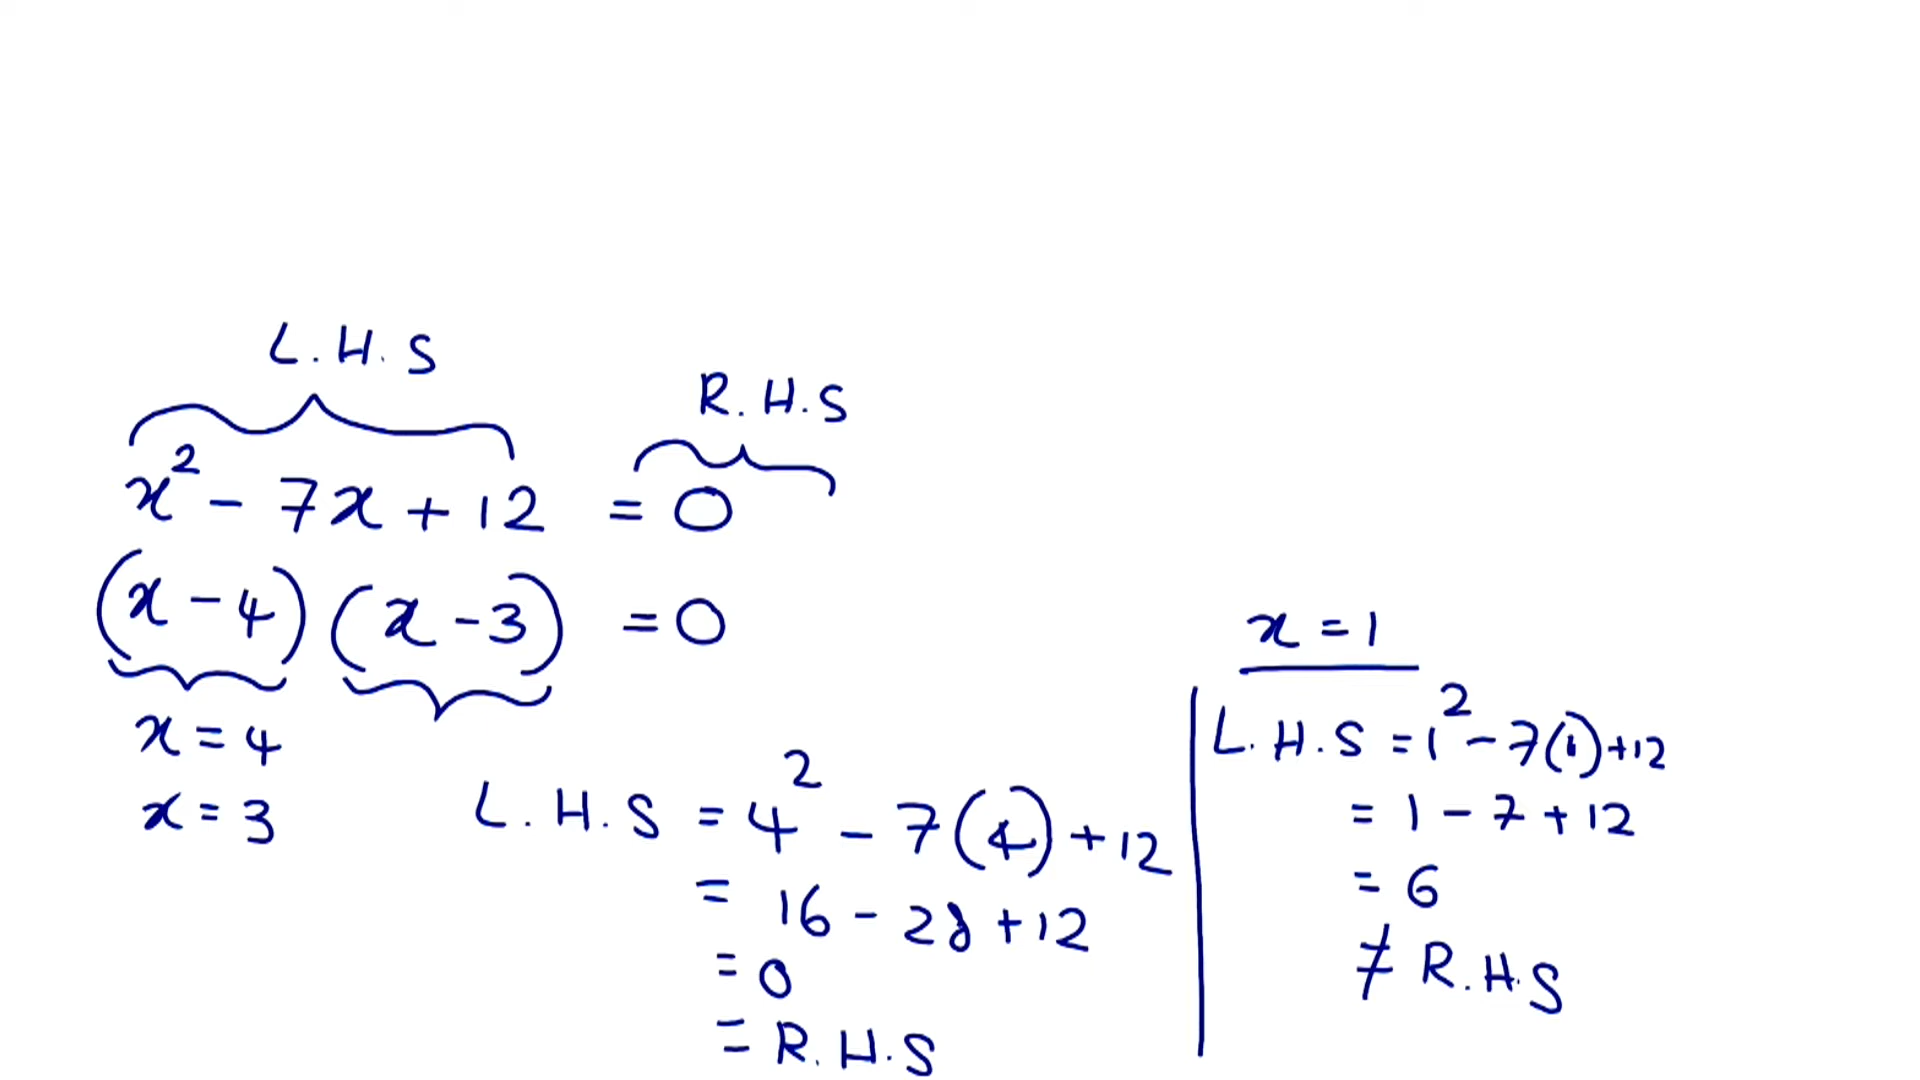 L.H.S
R.H.S
x² - 7x + 12 = 0
(x - 4) (x - 3) = 0
x = 4
x = 3
L.H.S = 4² - 7(4) + 12
= 16 - 28 + 12
= 0
= R.H.S
x = 1
L.H.S = 1² - 7(1) + 12
= 1 - 7 + 12
= 6
≠ R.H.S